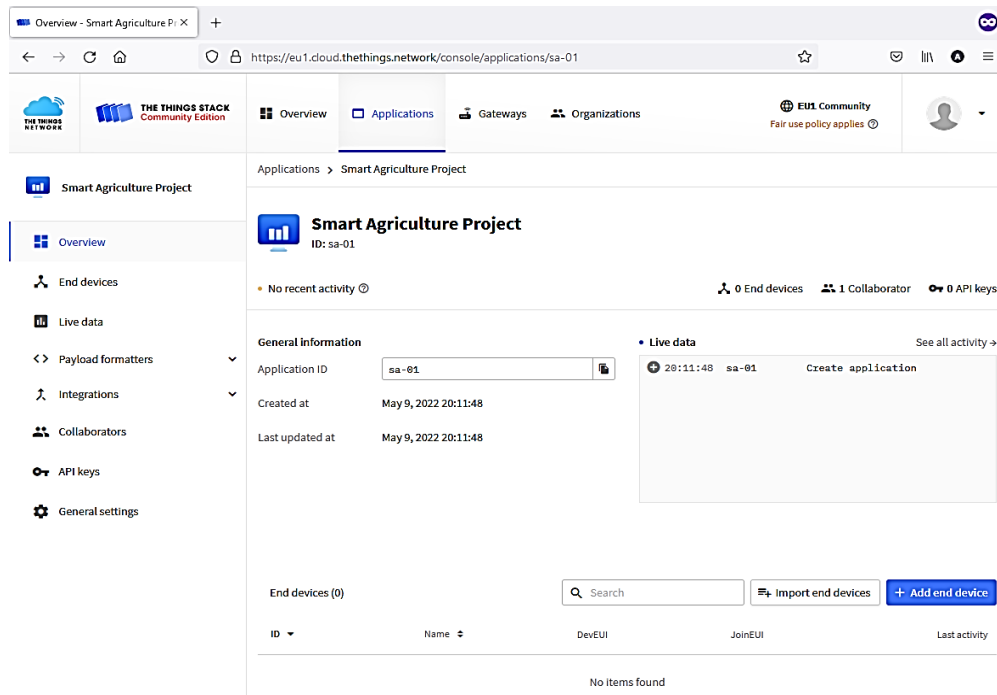 Overview - Smart Agriculture Pr
https://eu1.cloud.thethings.network/console/applications/sa-01
A
THE THINGS NETWORK
THE THINGS STACK
Community Edition
Overview
Applications
Gateways
Organizations
EU1 Community
Fair use policy applies
Applications > Smart Agriculture Project
Smart Agriculture Project
Smart Agriculture Project
ID: sa-01
Overview
End devices
Live data
Payload formatters
Integrations
Collaborators
API keys
General settings
No recent activity
0 End devices
1 Collaborator
0 API keys
General information
Application ID
sa-01
Created at
May 9, 2022 20:11:48
Last updated at
May 9, 2022 20:11:48
Live data
See all activity →
20:11:48 sa-01 Create application
End devices (0)
Search
Import end devices
+ Add end device
ID Name DevEUI JoinEUI Last activity
No items found